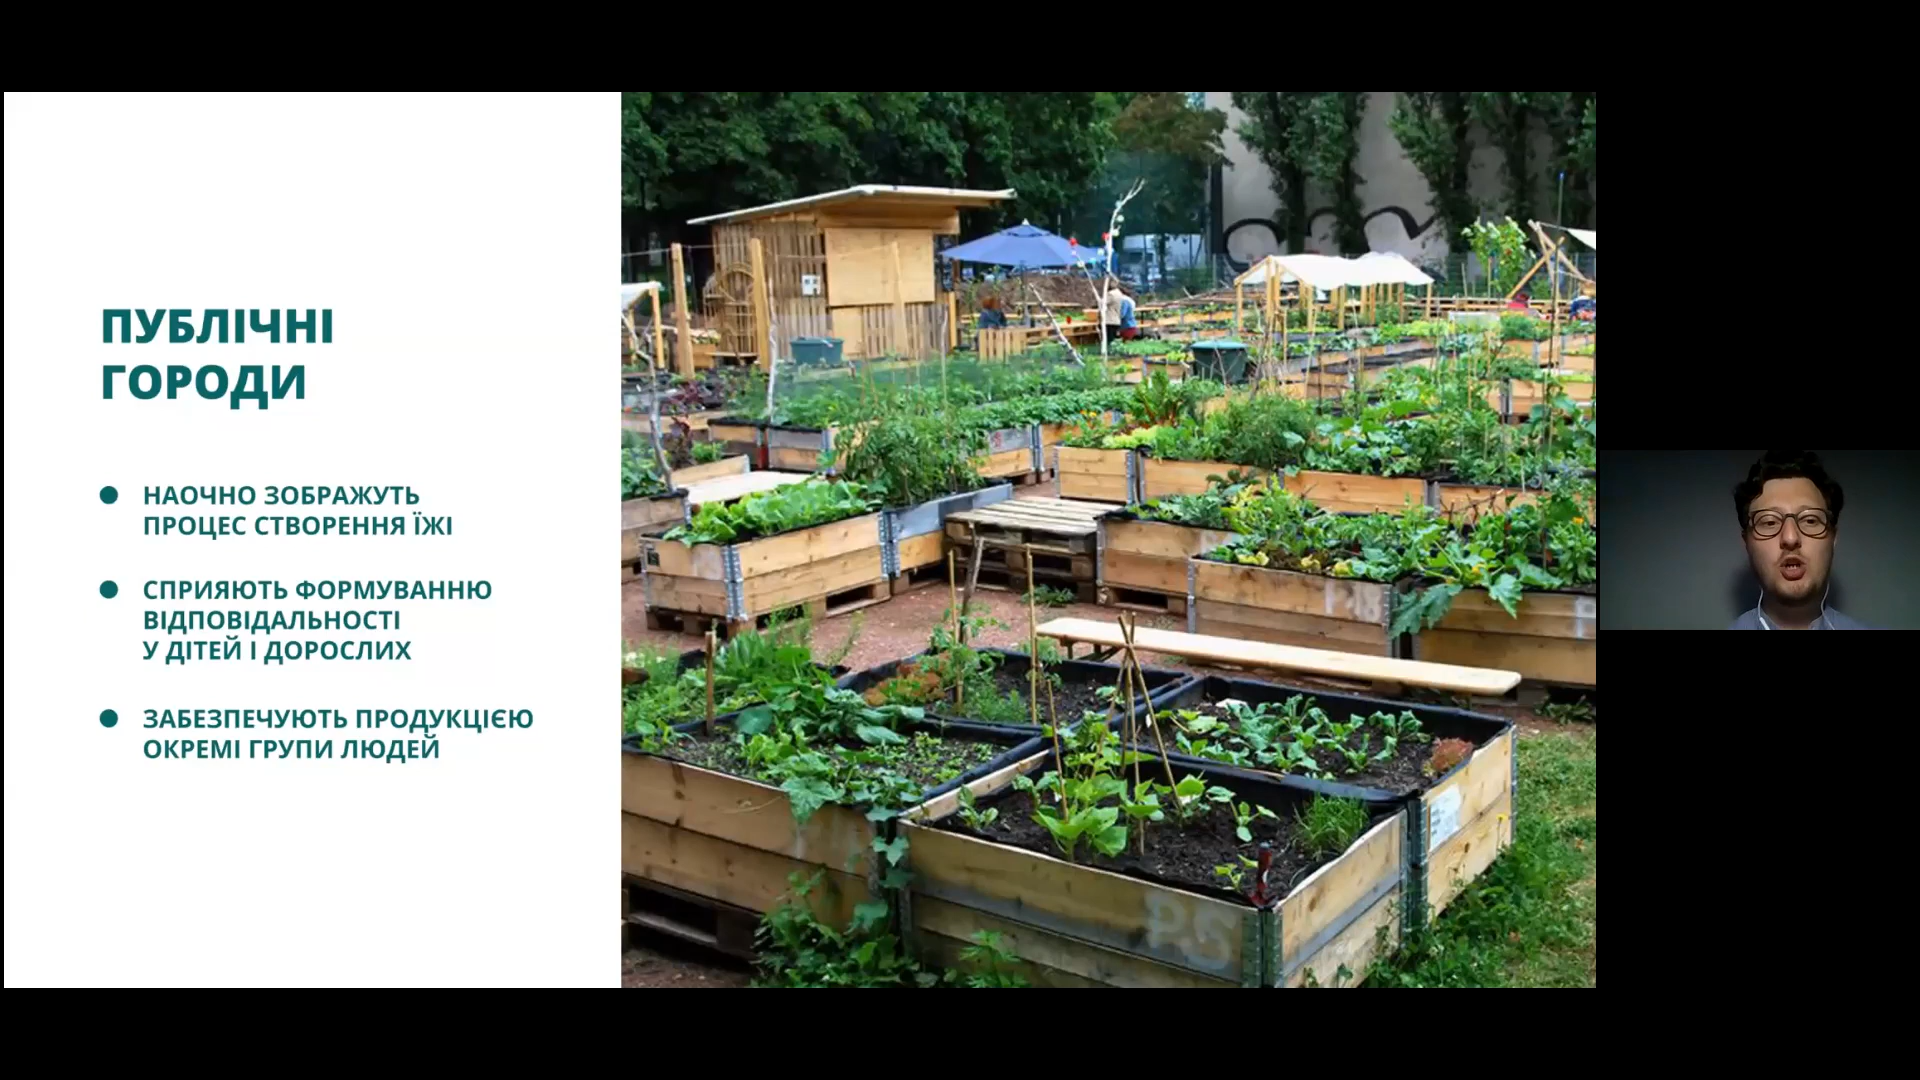 ПУБЛІЧНІ
ГОРОДИ
НАОЧНО ЗОБРАЖУТЬ
ПРОЦЕС СТВОРЕННЯ ЇЖІ
СПРИЯЮТЬ ФОРМУВАННЮ
ВІДПОВІДАЛЬНОСТІ
У ДІТЕЙ І ДОРОСЛИХ
ЗАБЕЗПЕЧУЮТЬ ПРОДУКЦІЄЮ
ОКРЕМІ ГРУПИ ЛЮДЕЙ